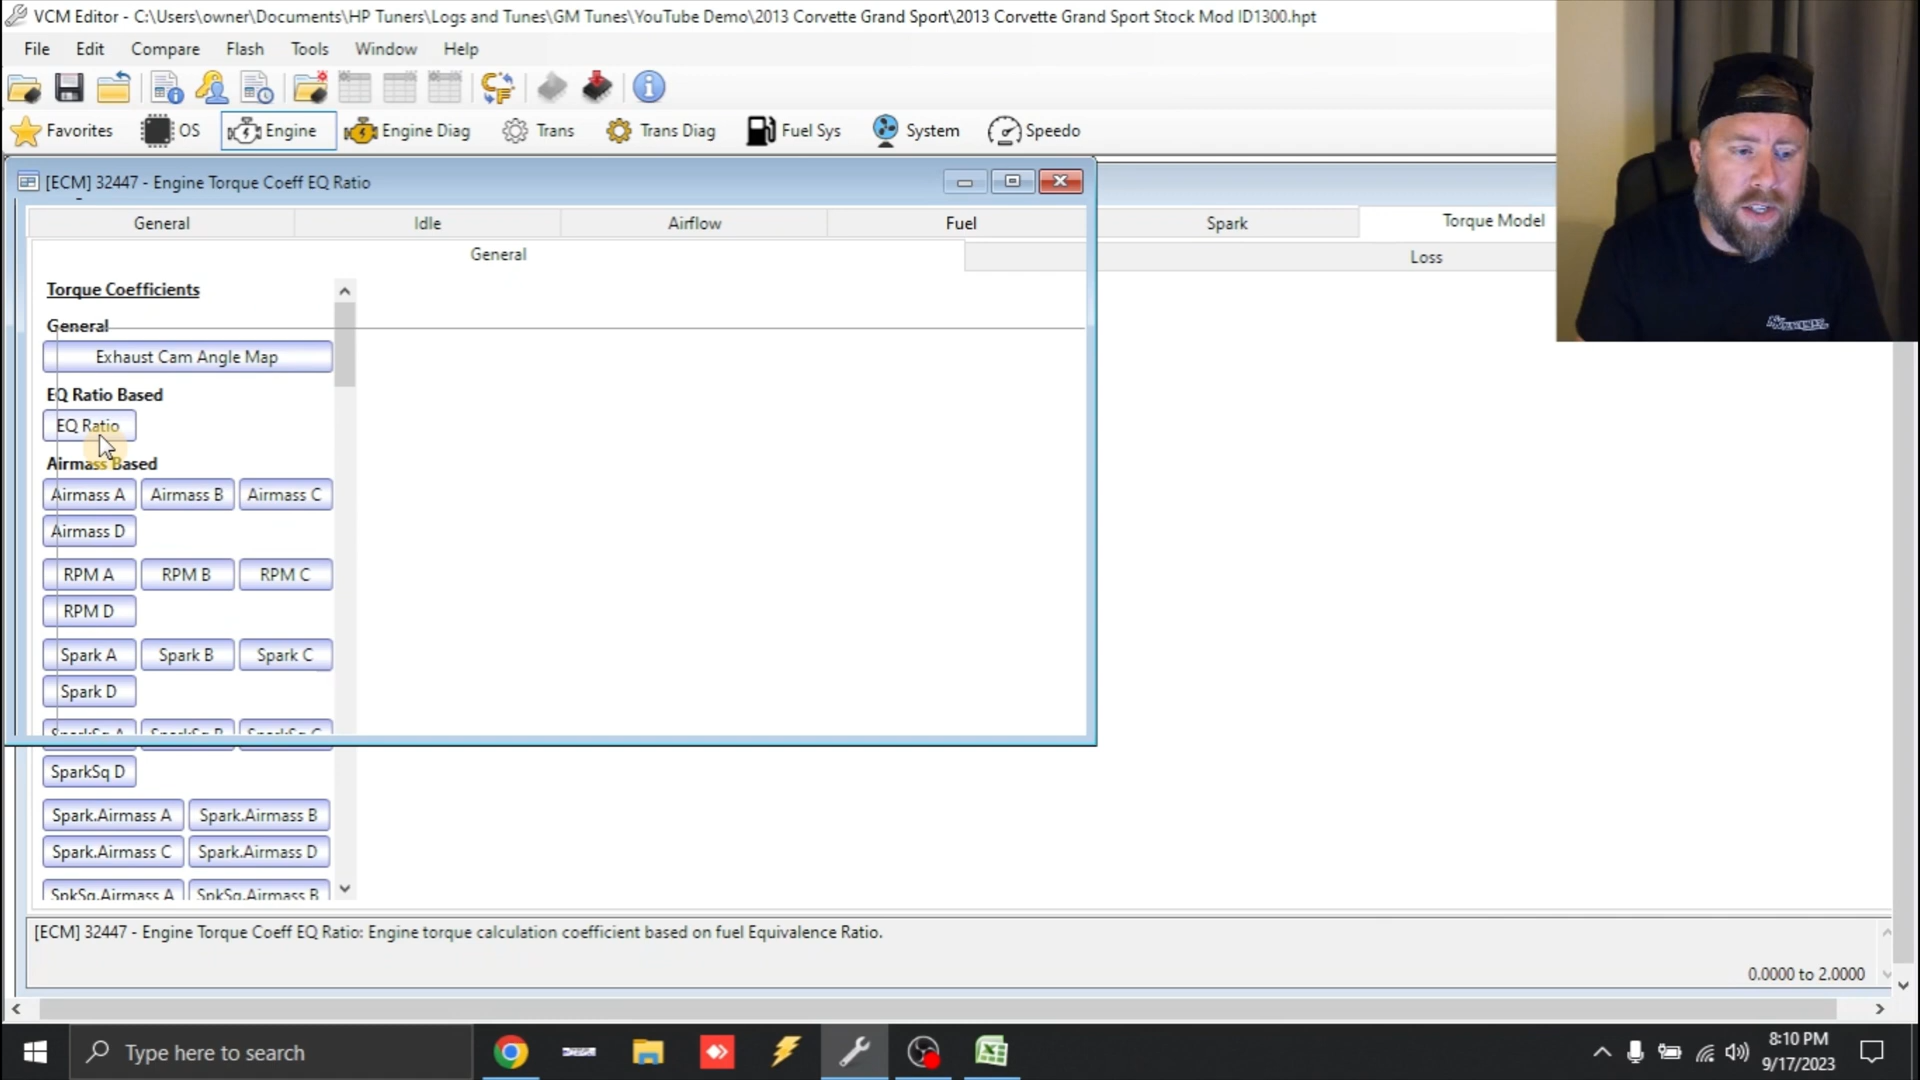 VCM Editor - C:\Users\owner\Documents\HP Tuners\Logs and Tunes\GM Tunes\YouTube Demo\2013 Corvette Grand Sport\2013 Corvette Grand Sport Stock Mod ID1300.hpt
File Edit Compare Flash Tools Window Help
Favorites OS Engine Engine Diag Trans Trans Diag Fuel Sys System Speedo
[ECM] 32447 - Engine Torque Coeff EQ Ratio
General Idle Airflow Fuel Spark Torque Model
General Loss
Torque Coefficients
General
Exhaust Cam Angle Map
EQ Ratio Based
EQ Ratio
Airmass Based
Airmass A Airmass B Airmass C
Airmass D
RPM A RPM B RPM C
RPM D
Spark A Spark B Spark C
Spark D
SparkSq A SparkSq B SparkSq C
SparkSq D
Spark.Airmass A Spark.Airmass B
Spark.Airmass C Spark.Airmass D
SpkSq.Airmass A SpkSq.Airmass B
[ECM] 32447 - Engine Torque Coeff EQ Ratio: Engine torque calculation coefficient based on fuel Equivalence Ratio.
0.0000 to 2.0000
Type here to search
8:10 PM
9/17/2023